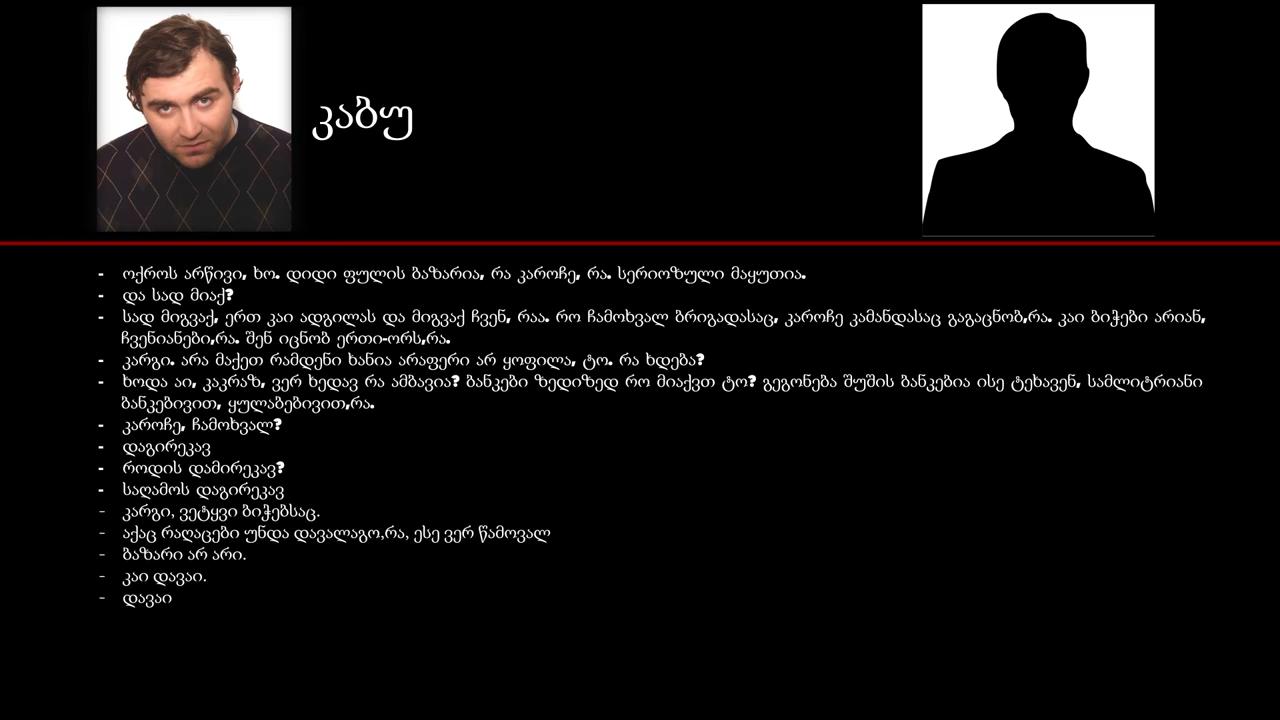 კაბუ
- ოქროს არწივი, ხო. დიდი ფულის ბაზარია, რა კაროჩე, რა. სერიოზული მაყუთია.
- და სად მიაქ?
- სად მიგვაქ, ერთ კაი ადგილას და მიგვაქ ჩვენ, რაა. რო ჩამოხვალ ბრიგადასაც, კაროჩე კამანდასაც გაგაცნობ,რა. კაი ბიჭები არიან,
ჩვენიანები,რა. შენ იცნობ ერთი-ორს,რა.
- კარგი. არა მაქეთ რამდენი ხანია არაფერი არ ყოფილა, ტო. რა ხდება?
- ხოდა აი, კაკრაზ, ვერ ხედავ რა ამბავია? ბანკები ზედიზედ რო მიაქვთ ტო? გეგონება შუშის ბანკებია ისე ტეხავენ, სამლიტრიანი
ბანკებივით, ყულაბებივით,რა.
- კაროჩე, ჩამოხვალ?
- დაგირეკავ
- როდის დამირეკავ?
- საღამოს დაგირეკავ
- კარგი, ვეტყვი ბიჭებსაც.
- აქაც რაღაცები უნდა დავალაგო,რა, ესე ვერ წამოვალ
- ბაზარი არ არი.
- კაი დავაი.
- დავაი